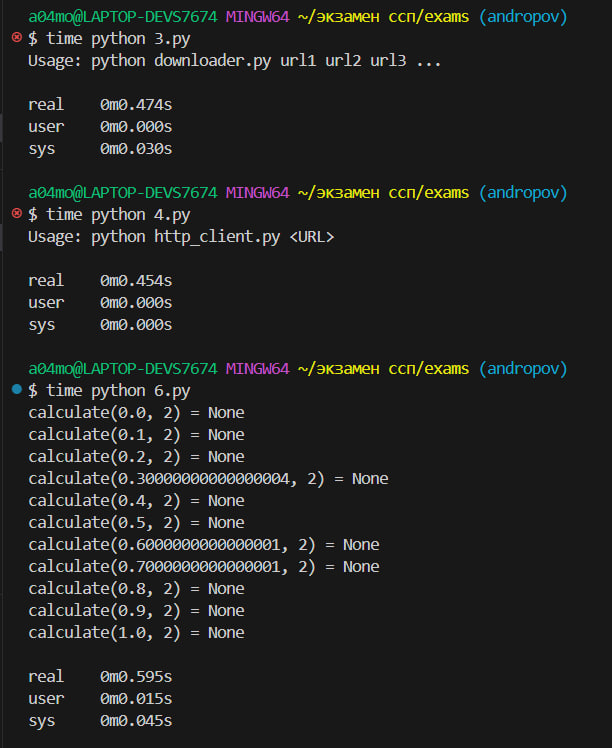 a04mo@LAPTOP-DEVS7674 MINGW64 ~/экзамен ссп/exams (andropov)
$ time python 3.py
Usage: python downloader.py url1 url2 url3 ...
real    0m0.474s
user    0m0.000s
sys     0m0.030s
a04mo@LAPTOP-DEVS7674 MINGW64 ~/экзамен ссп/exams (andropov)
$ time python 4.py
Usage: python http_client.py <URL>
real    0m0.454s
user    0m0.000s
sys     0m0.000s
a04mo@LAPTOP-DEVS7674 MINGW64 ~/экзамен ссп/exams (andropov)
$ time python 6.py
calculate(0.0, 2) = None
calculate(0.1, 2) = None
calculate(0.2, 2) = None
calculate(0.30000000000000004, 2) = None
calculate(0.4, 2) = None
calculate(0.5, 2) = None
calculate(0.6000000000000001, 2) = None
calculate(0.7000000000000001, 2) = None
calculate(0.8, 2) = None
calculate(0.9, 2) = None
calculate(1.0, 2) = None
real    0m0.595s
user    0m0.015s
sys     0m0.045s